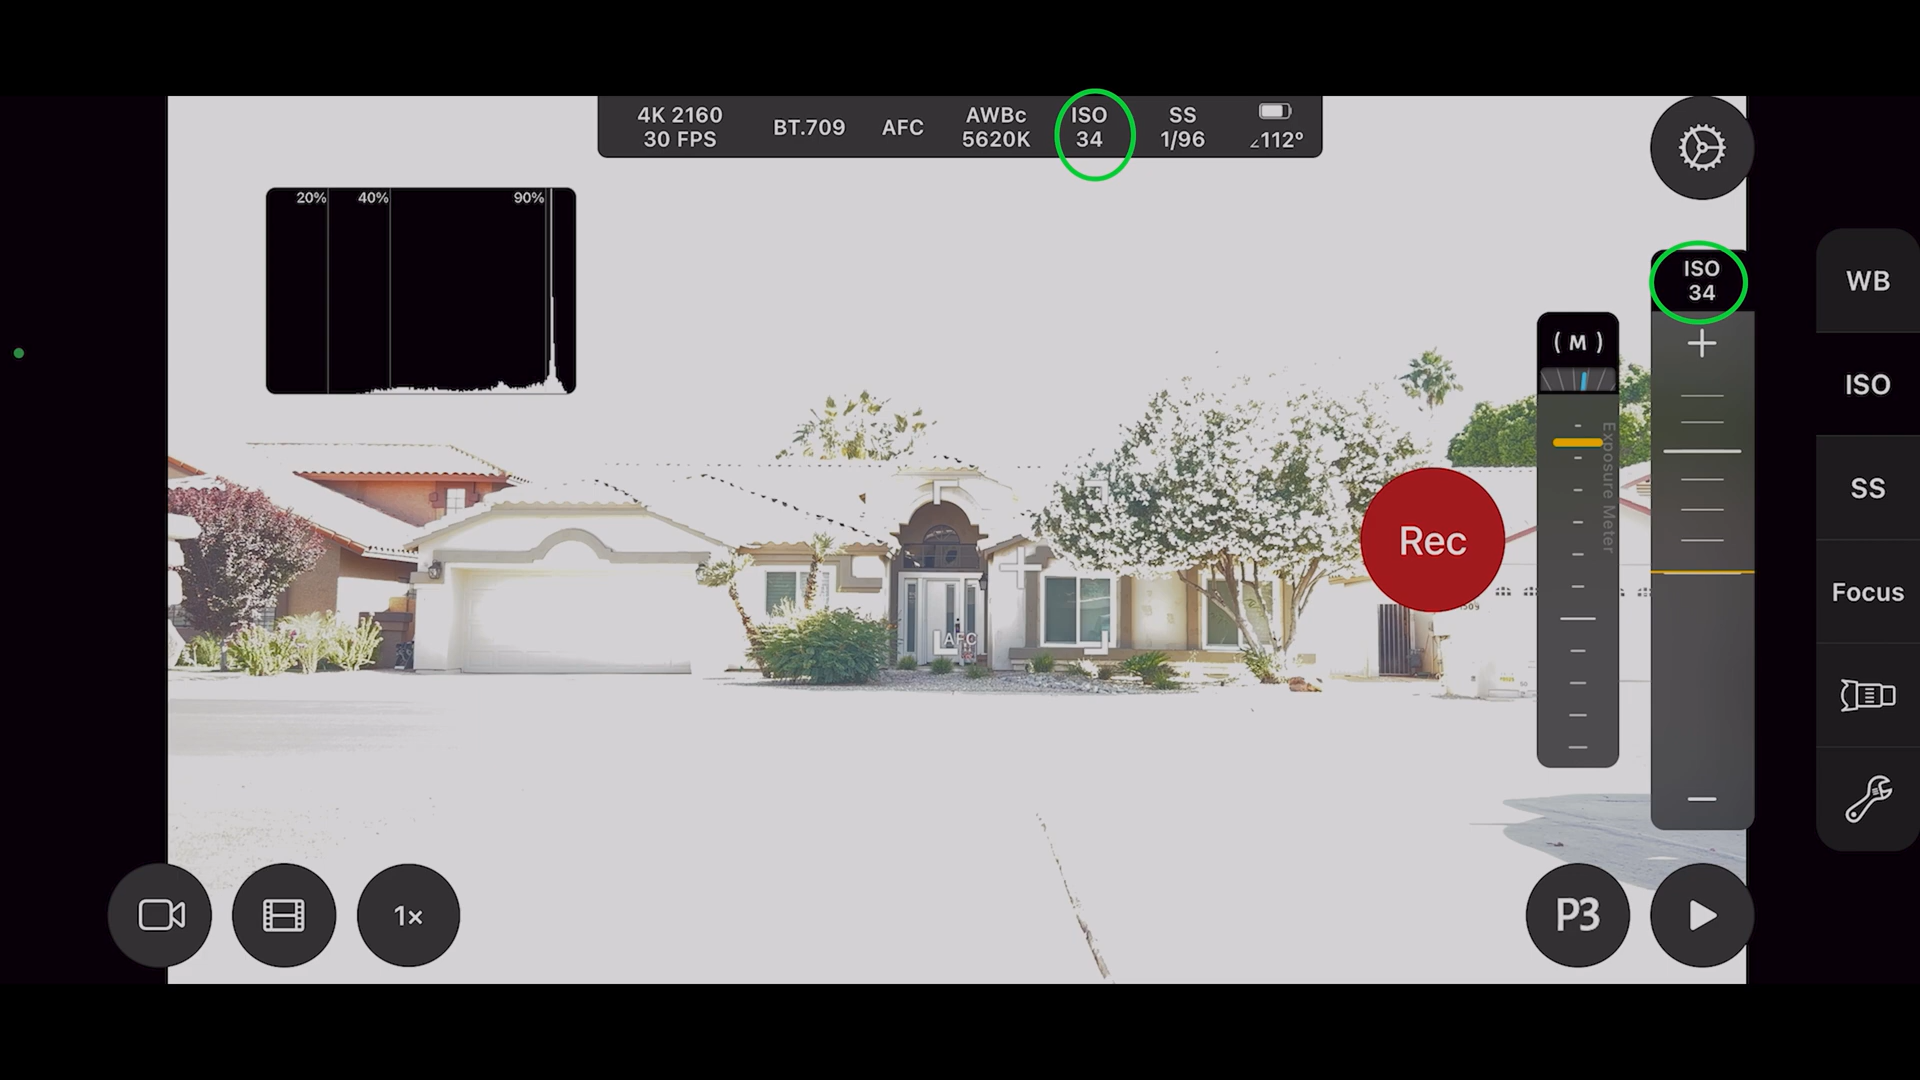 4K 2160
30 FPS
BT.709
AFC
AWBc
5620K
ISO
34
SS
1/96
∠112°
20%
40%
90%
ISO
34
WB
( M )
ISO
Exposure Meter
SS
Rec
Focus
AFC
1x
P3